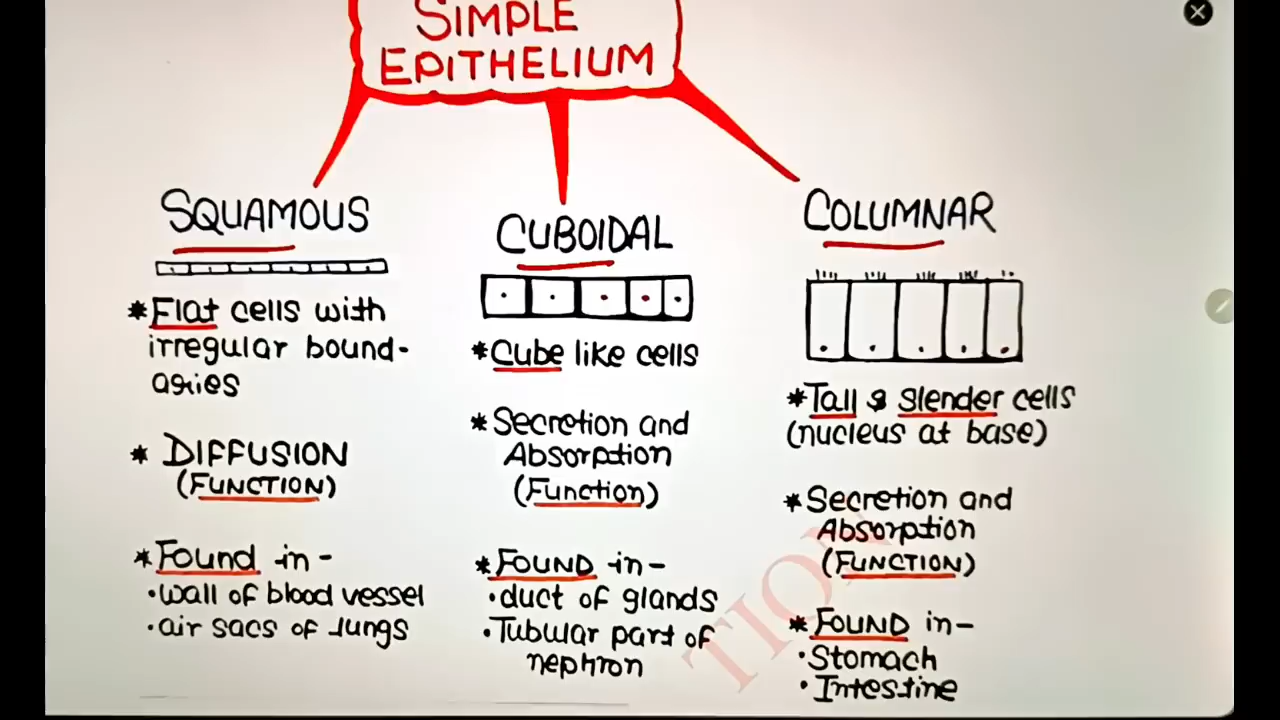 SIMPLE
EPITHELIUM
SQUAMOUS
* Flat cells with
irregular bound-
aries
* DIFFUSION
(FUNCTION)
* Found in-
• wall of blood vessel
• air sacs of lungs
CUBOIDAL
* Cube like cells
* Secretion and
Absorption
(Function)
* FOUND in-
• duct of glands
• Tubular part of
nephron
COLUMNAR
* Tall & slender cells
(nucleus at base)
* Secretion and
Absorption
(FUNCTION)
* FOUND in-
• Stomach
• Intestine
TION